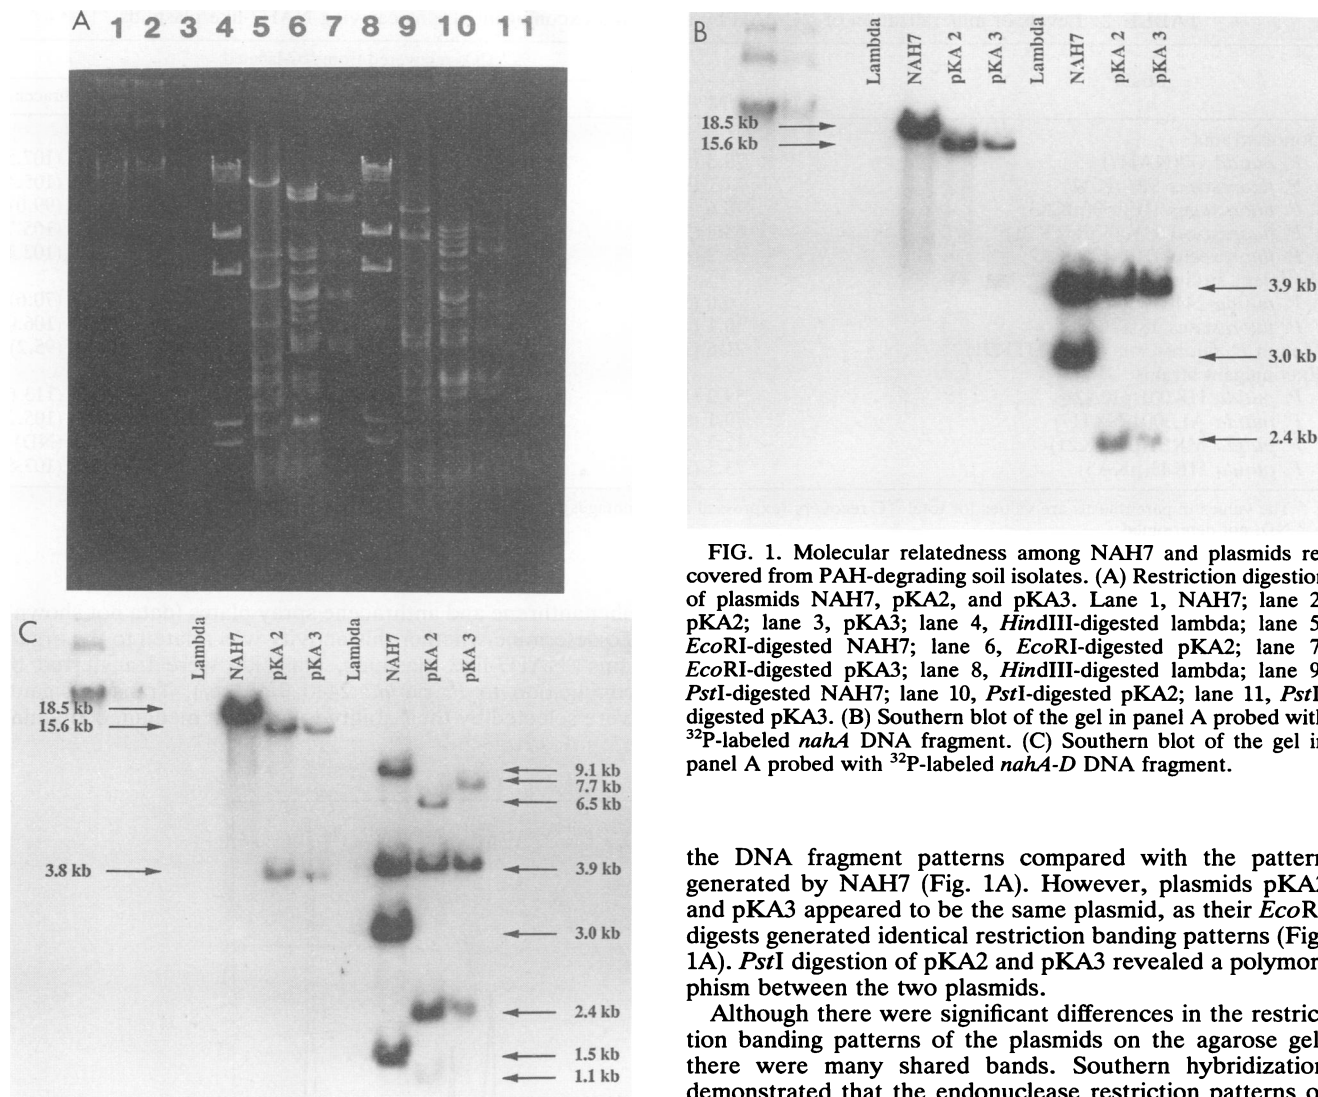 A 1 2 3 4 5 6 7 8 9 10 11
B
Lambda NAH7 pKA 2 pKA 3 Lambda NAH7 pKA 2 pKA 3
18.5 kb
15.6 kb
3.9 kb
3.0 kb
2.4 kb
C
Lambda NAH7 pKA 2 pKA 3 Lambda NAH7 pKA 2 pKA 3
18.5 kb
15.6 kb
9.1 kb
7.7 kb
6.5 kb
3.8 kb
3.9 kb
3.0 kb
2.4 kb
1.5 kb
1.1 kb
FIG. 1. Molecular relatedness among NAH7 and plasmids re
covered from PAH-degrading soil isolates. (A) Restriction digestion
of plasmids NAH7, pKA2, and pKA3. Lane 1, NAH7; lane 2
pKA2; lane 3, pKA3; lane 4, HindIII-digested lambda; lane 5
EcoRI-digested NAH7; lane 6, EcoRI-digested pKA2; lane 7
EcoRI-digested pKA3; lane 8, HindIII-digested lambda; lane 9
PstI-digested NAH7; lane 10, PstI-digested pKA2; lane 11, PstI
digested pKA3. (B) Southern blot of the gel in panel A probed with
32P-labeled nahA DNA fragment. (C) Southern blot of the gel in
panel A probed with 32P-labeled nahA-D DNA fragment.
the DNA fragment patterns compared with the pattern
generated by NAH7 (Fig. 1A). However, plasmids pKA2
and pKA3 appeared to be the same plasmid, as their EcoR
digests generated identical restriction banding patterns (Fig
1A). PstI digestion of pKA2 and pKA3 revealed a polymor
phism between the two plasmids.
Although there were significant differences in the restric
tion banding patterns of the plasmids on the agarose gel
there were many shared bands. Southern hybridization
demonstrated that the endonuclease restriction patterns of